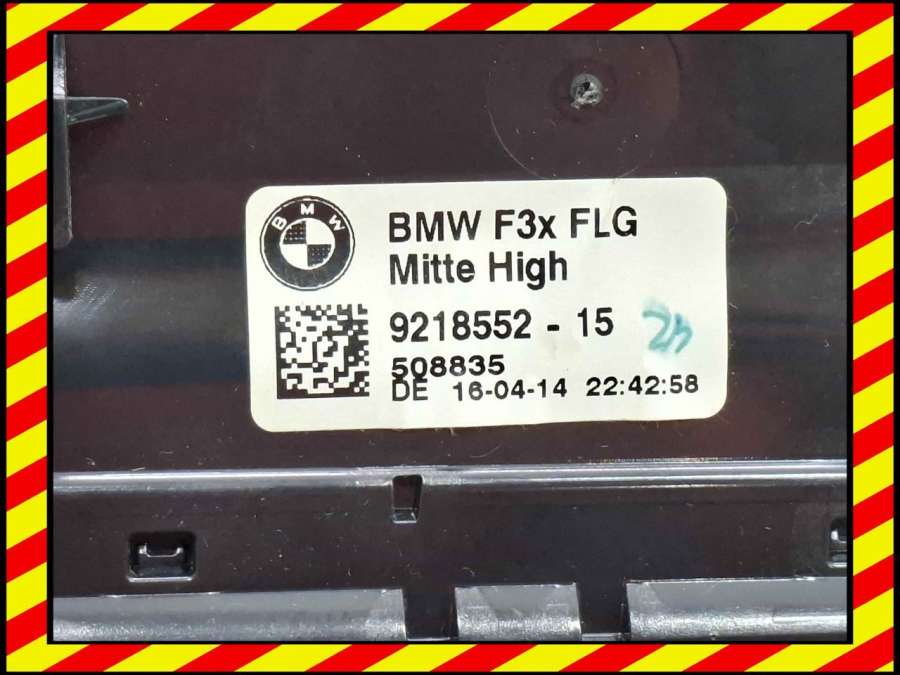 BMW
BMW F3x FLG
Mitte High
9218552 - 15
508835
DE 16-04-14 22:42:58